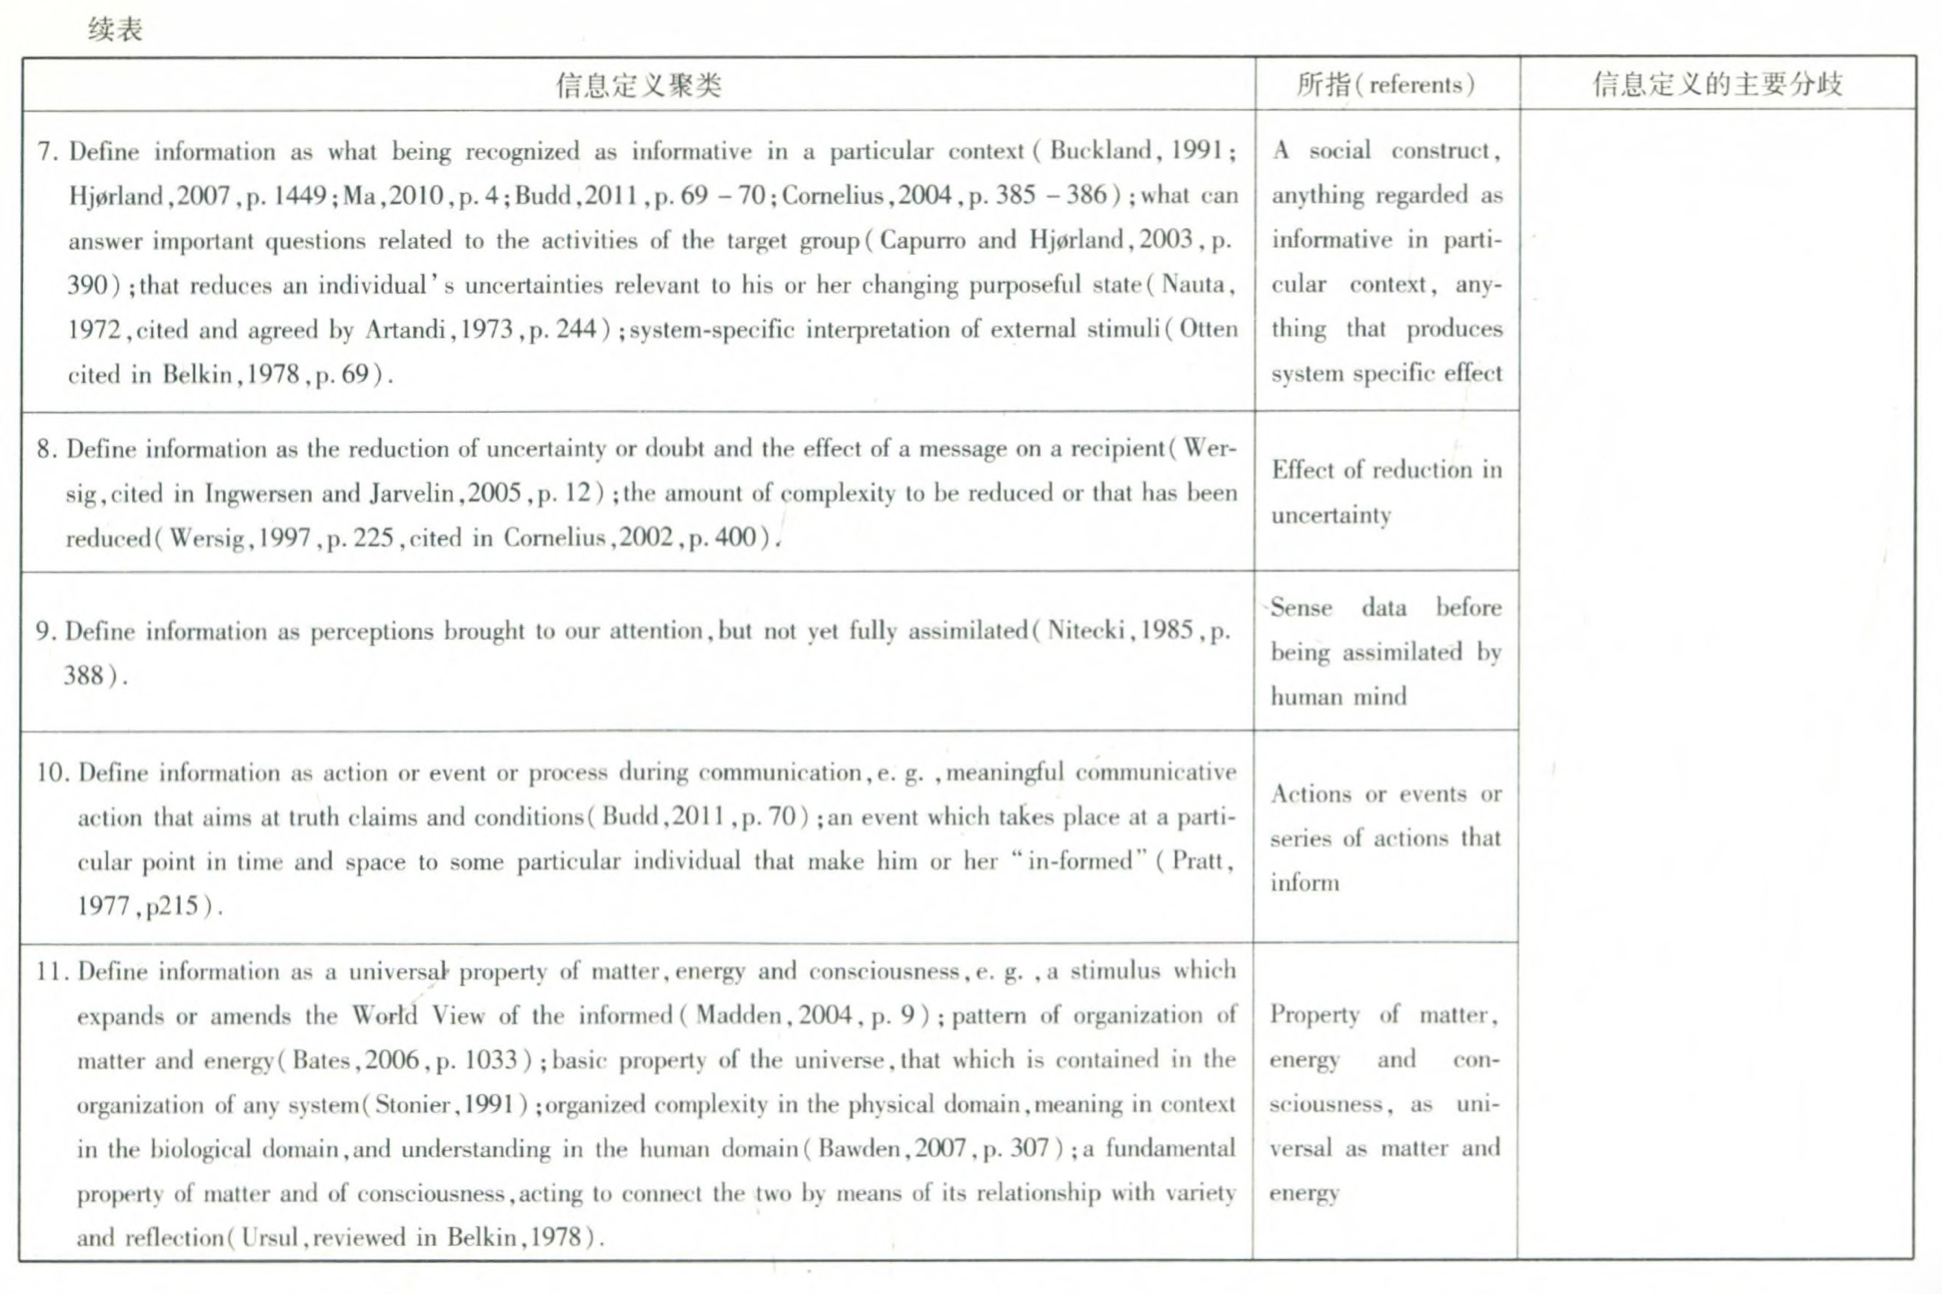 续表
信息定义聚类
所指(referents)
信息定义的主要分歧
7. Define information as what being recognized as informative in a particular context(Buckland,1991;
Hjørland,2007,p. 1449;Ma,2010,p. 4;Budd,2011,p. 69－70;Cornelius,2004,p. 385－386);what can
answer important questions related to the activities of the target group(Capurro and Hjørland,2003,p.
390);that reduces an individual's uncertainties relevant to his or her changing purposeful state(Nauta,
1972,cited and agreed by Artandi,1973,p. 244);system-specific interpretation of external stimuli(Otten
cited in Belkin,1978,p. 69).
A social construct,
anything regarded as
informative in parti-
cular context, any-
thing that produces
system specific effect
8. Define information as the reduction of uncertainty or doubt and the effect of a message on a recipient(Wer-
sig,cited in Ingwersen and Jarvelin,2005,p. 12);the amount of complexity to be reduced or that has been
reduced(Wersig,1997,p. 225,cited in Cornelius,2002,p. 400).
Effect of reduction in
uncertainty
9. Define information as perceptions brought to our attention,but not yet fully assimilated(Nitecki,1985,p.
388).
Sense data before
being assimilated by
human mind
10. Define information as action or event or process during communication,e. g. ,meaningful communicative
action that aims at truth claims and conditions(Budd,2011,p. 70);an event which takes place at a parti-
cular point in time and space to some particular individual that make him or her "in-formed"(Pratt,
1977,p215).
Actions or events or
series of actions that
inform
11. Define information as a universal property of matter,energy and consciousness,e. g. ,a stimulus which
expands or amends the World View of the informed(Madden,2004,p. 9);pattern of organization of
matter and energy(Bates,2006,p. 1033);basic property of the universe,that which is contained in the
organization of any system(Stonier,1991);organized complexity in the physical domain,meaning in context
in the biological domain,and understanding in the human domain(Bawden,2007,p. 307);a fundamental
property of matter and of consciousness,acting to connect the two by means of its relationship with variety
and reflection(Ursul,reviewed in Belkin,1978).
Property of matter,
energy and con-
sciousness, as uni-
versal as matter and
energy